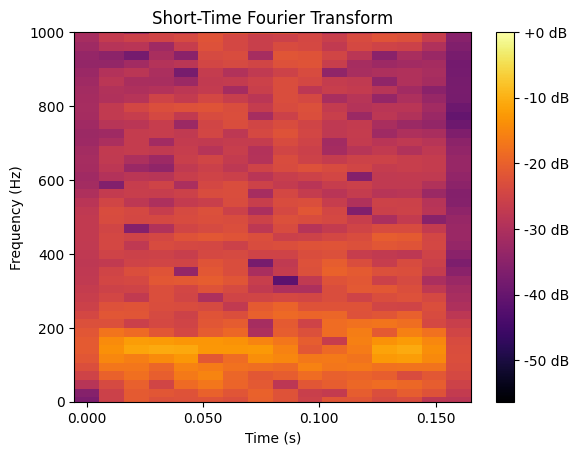 Short-Time Fourier Transform
1000
800
600
400
200
0
Frequency (Hz)
0.000
0.050
0.100
0.150
Time (s)
+0 dB
-10 dB
-20 dB
-30 dB
-40 dB
-50 dB